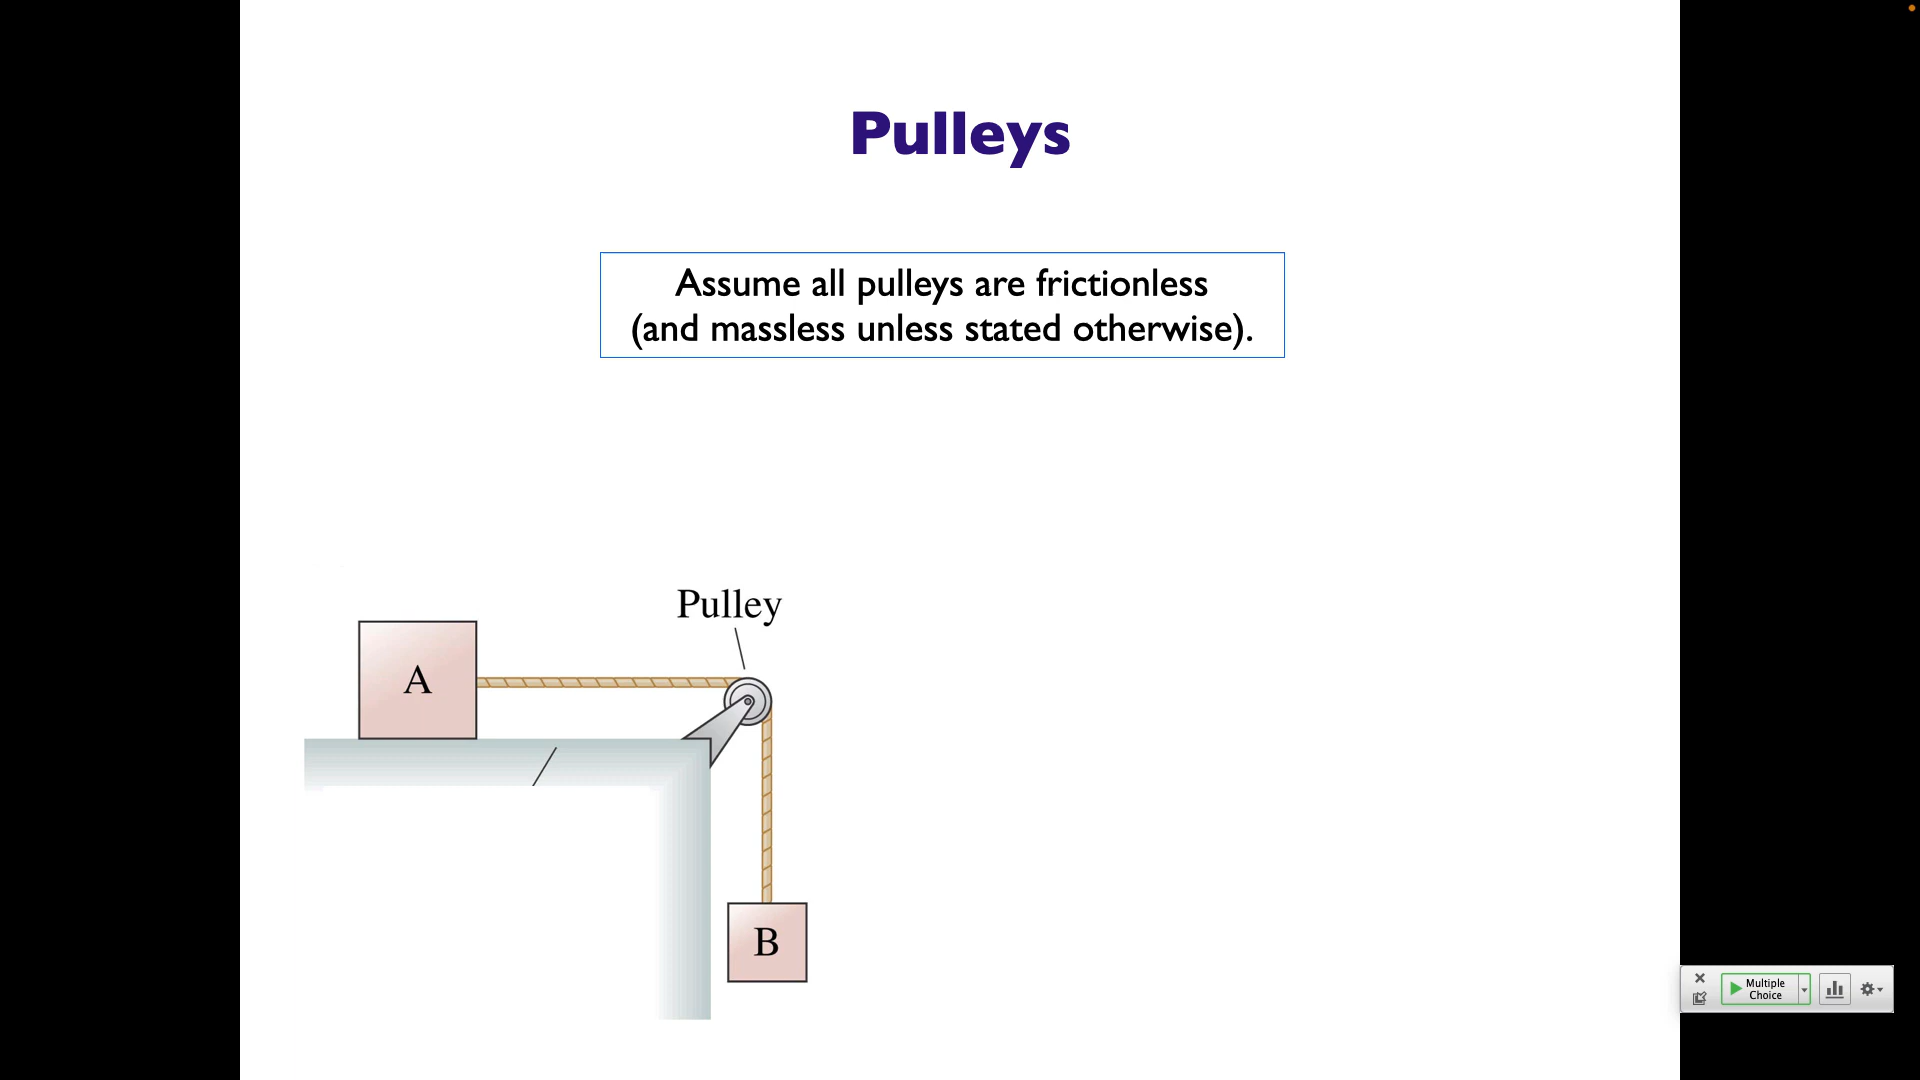 Pulleys
Assume all pulleys are frictionless
(and massless unless stated otherwise).
Pulley
A
B
Multiple
Choice